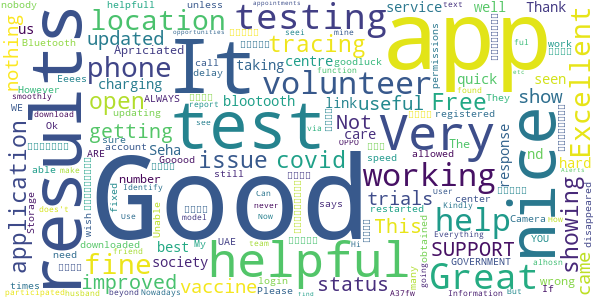 nobody
helpfull
unless
appointments
text
Bluetooth
us
location
testing
app
service
well
Thank
opportunities
seei
mine
ful
nothing
updated
Apriciated
call
goodluck
OPPO
work
WE
phone
tracing
taking
centre
permissions
quick
seen
results
It
volunteer
Excellent
However
Eeees
delay
charging
blootooth
link
useful
Free
They
etc
smoothly
open
ALWAYS
Not
care
registered
show
download
Ok
getting
test
Very
The
response
nd
hard
ARE
sure
account
Seha
issue
covid
working
nice
showing
application
able
make
number
Gooood
via
speed
allowed
trials
center
User
How
Alerts
storage
wish
fixed
Unable
updating
function
report
found
see
still
Good
This
restarted
Camera
came
disappeared
need
does't
Identify
Can
never
Now
says
help
Everything
Kindly
YOU
Use
model
Hi
downloaded
best
My
UAE
team
login
helpful
Great
SUPPORT
GOVERNMENT
alhosn
If
times
fine
society
friend
status
many
going
obtained
Information
But
wrong
participated
husband
improved
beyond
Nowadays
vaccine
Please
find
A37fw